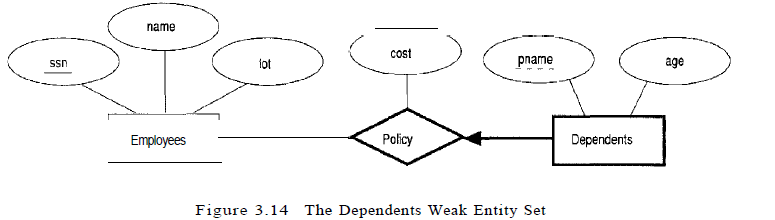 name
ssn
lot
cost
pname
age
Employees
Policy
Dependents
Figure 3.14 The Dependents Weak Entity Set